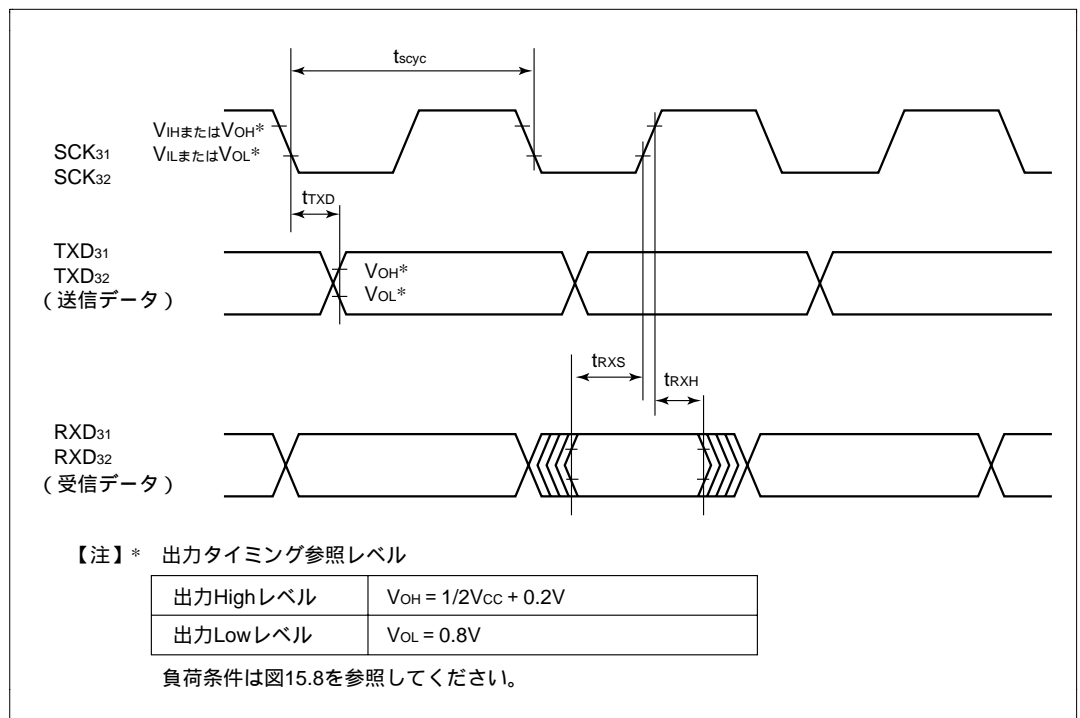 tscyc
VIHまたはVOH*
VILまたはVOL*
SCK31
SCK32
tTXD
TXD31
TXD32
(送信データ)
VOH*
VOL*
tRXS
tRXH
RXD31
RXD32
(受信データ)
【注】* 出力タイミング参照レベル
出力Highレベル VOH = 1/2VCC + 0.2V
出力Lowレベル VOL = 0.8V
負荷条件は図15.8を参照してください。